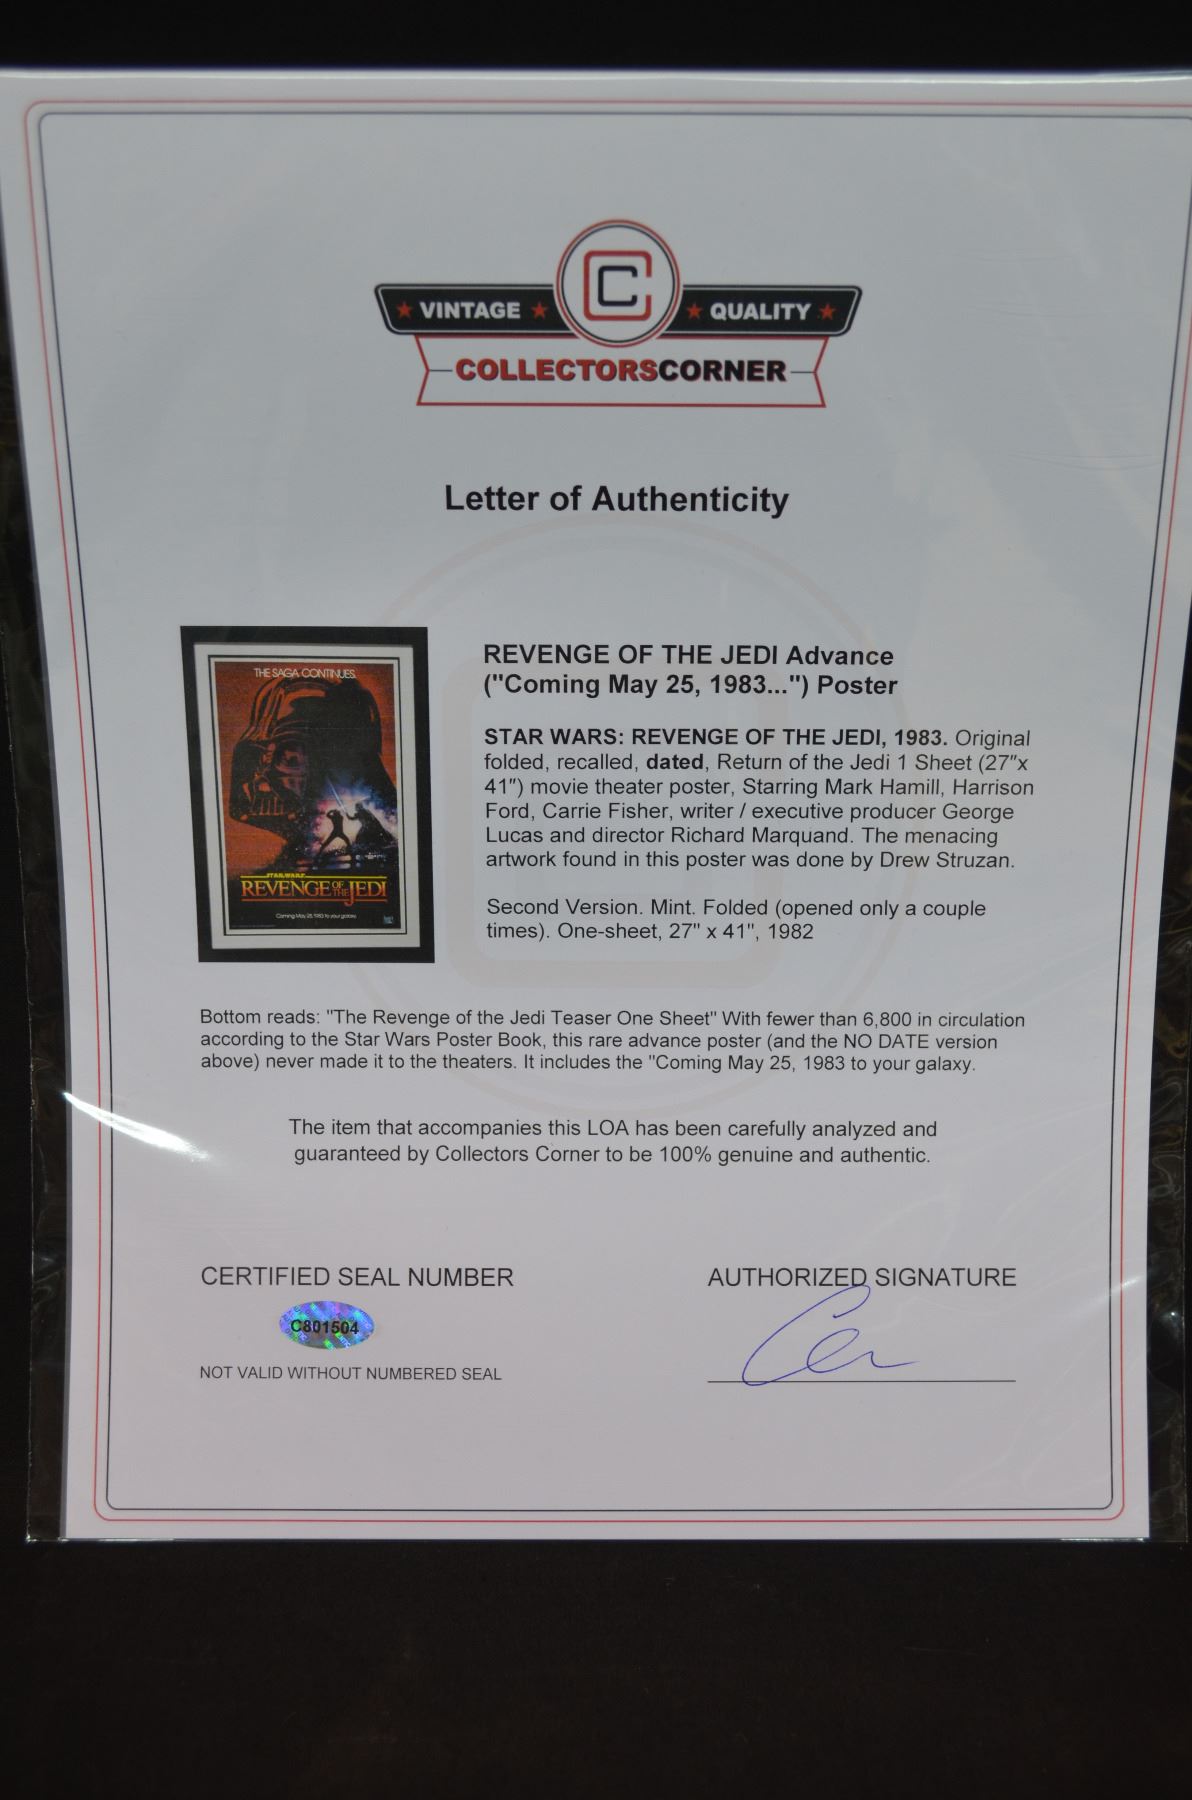 VINTAGE C QUALITY
COLLECTORSCORNER
Letter of Authenticity
THE SAGA CONTINUES.
STAR WARS
REVENGE OF THE JEDI
Coming May 25, 1983 to your galaxy.
REVENGE OF THE JEDI Advance
("Coming May 25, 1983...") Poster
STAR WARS: REVENGE OF THE JEDI, 1983. Original
folded, recalled, dated, Return of the Jedi 1 Sheet (27"x
41") movie theater poster, Starring Mark Hamill, Harrison
Ford, Carrie Fisher, writer / executive producer George
Lucas and director Richard Marquand. The menacing
artwork found in this poster was done by Drew Struzan.
Second Version. Mint. Folded (opened only a couple
times). One-sheet, 27" x 41", 1982
Bottom reads: "The Revenge of the Jedi Teaser One Sheet" With fewer than 6,800 in circulation
according to the Star Wars Poster Book, this rare advance poster (and the NO DATE version
above) never made it to the theaters. It includes the "Coming May 25, 1983 to your galaxy.
The item that accompanies this LOA has been carefully analyzed and
guaranteed by Collectors Corner to be 100% genuine and authentic.
CERTIFIED SEAL NUMBER
C801504
NOT VALID WITHOUT NUMBERED SEAL
AUTHORIZED SIGNATURE